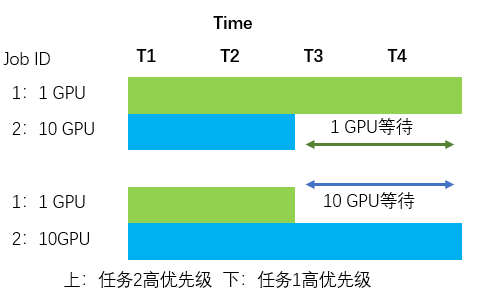 Time
Job ID T1 T2 T3 T4
1：1 GPU
2：10 GPU 1 GPU等待
1：1 GPU 10 GPU等待
2：10GPU
上：任务2高优先级 下：任务1高优先级